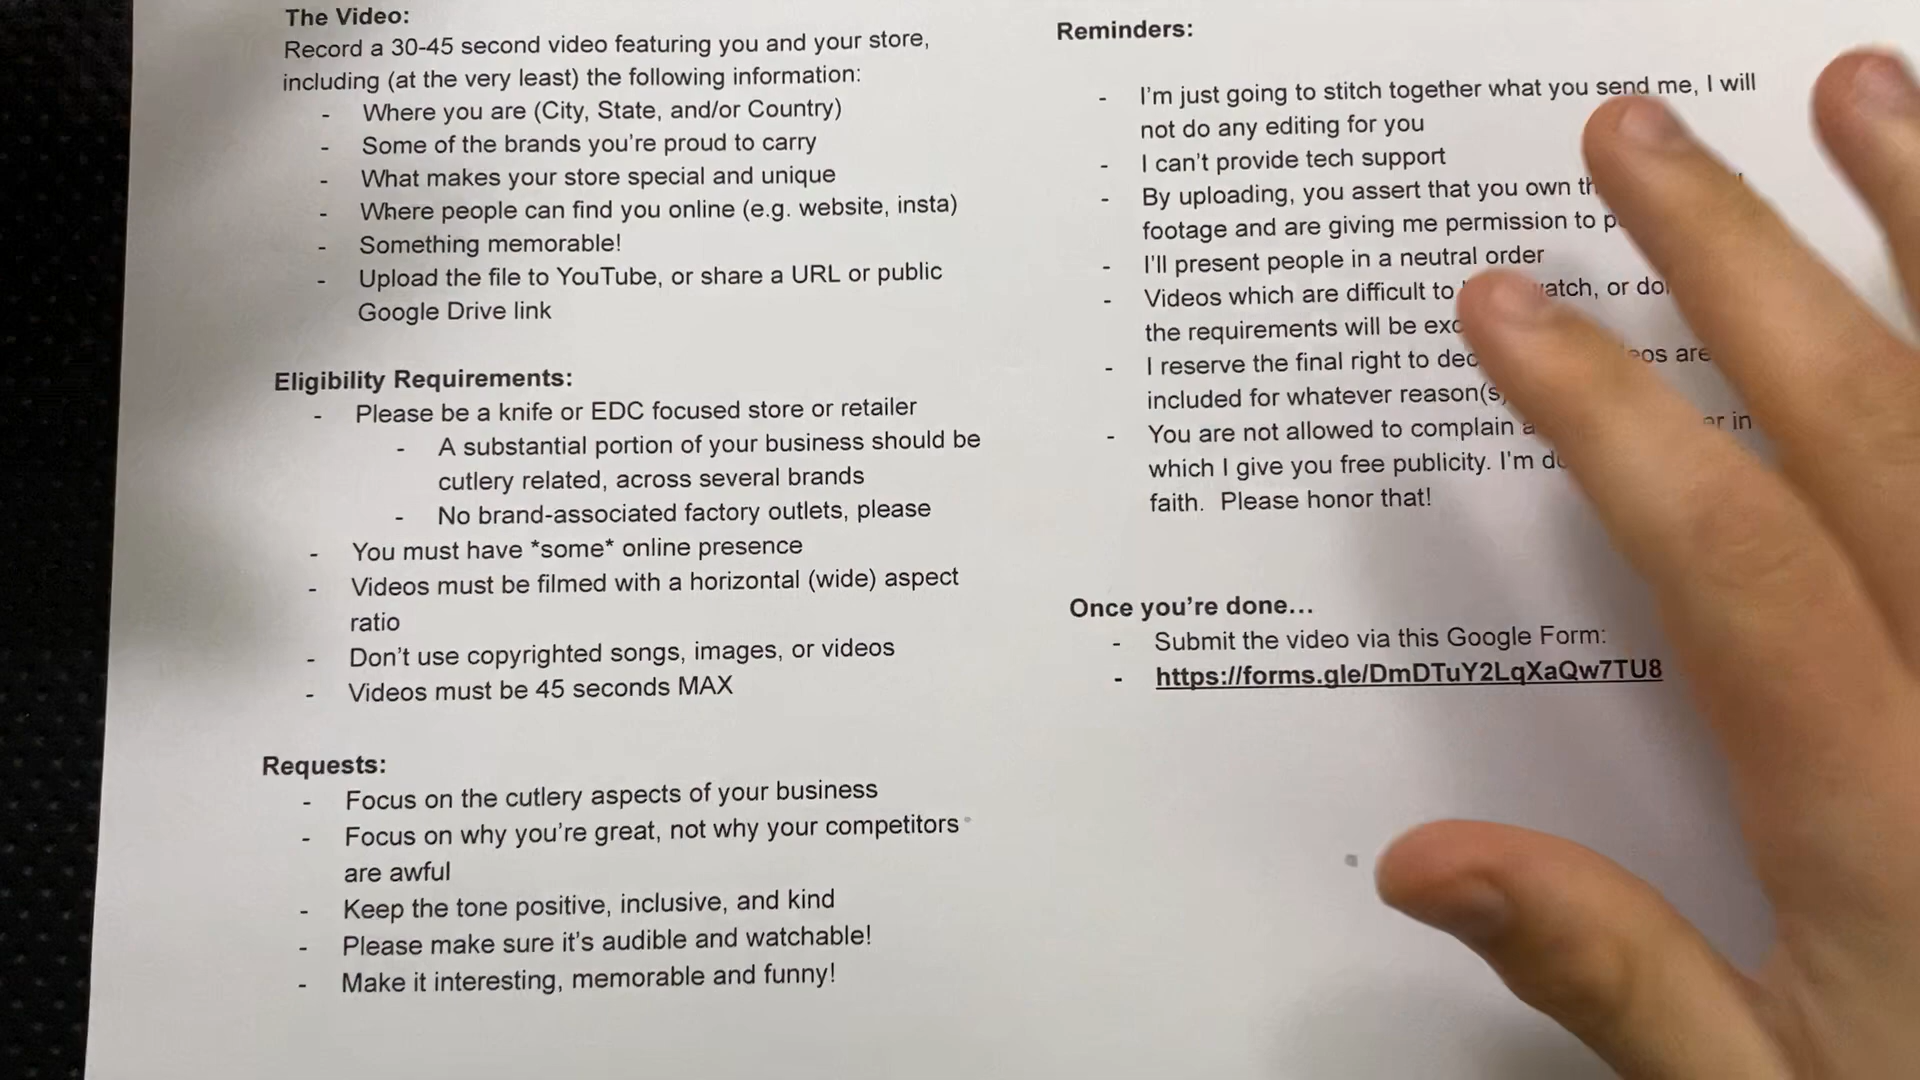 The Video:
Record a 30-45 second video featuring you and your store,
including (at the very least) the following information:
- Where you are (City, State, and/or Country)
- Some of the brands you're proud to carry
- What makes your store special and unique
- Where people can find you online (e.g. website, insta)
- Something memorable!
- Upload the file to YouTube, or share a URL or public
Google Drive link
Eligibility Requirements:
- Please be a knife or EDC focused store or retailer
- A substantial portion of your business should be
cutlery related, across several brands
- No brand-associated factory outlets, please
- You must have *some* online presence
- Videos must be filmed with a horizontal (wide) aspect
ratio
- Don't use copyrighted songs, images, or videos
- Videos must be 45 seconds MAX
Requests:
- Focus on the cutlery aspects of your business
- Focus on why you're great, not why your competitors
are awful
- Keep the tone positive, inclusive, and kind
- Please make sure it's audible and watchable!
- Make it interesting, memorable and funny!
Reminders:
- I'm just going to stitch together what you send me, I will
not do any editing for you
- I can't provide tech support
- By uploading, you assert that you own
footage and are giving me permission to
- I'll present people in a neutral order
- Videos which are difficult to or
the requirements will be
- I reserve the final right to are
included for whatever reason(s)
- You are not allowed to complain in
which I give you free publicity. I'm
faith. Please honor that!
Once you're done...
- Submit the video via this Google Form:
- https://forms.gle/DmDTuY2LqXaQw7TU8